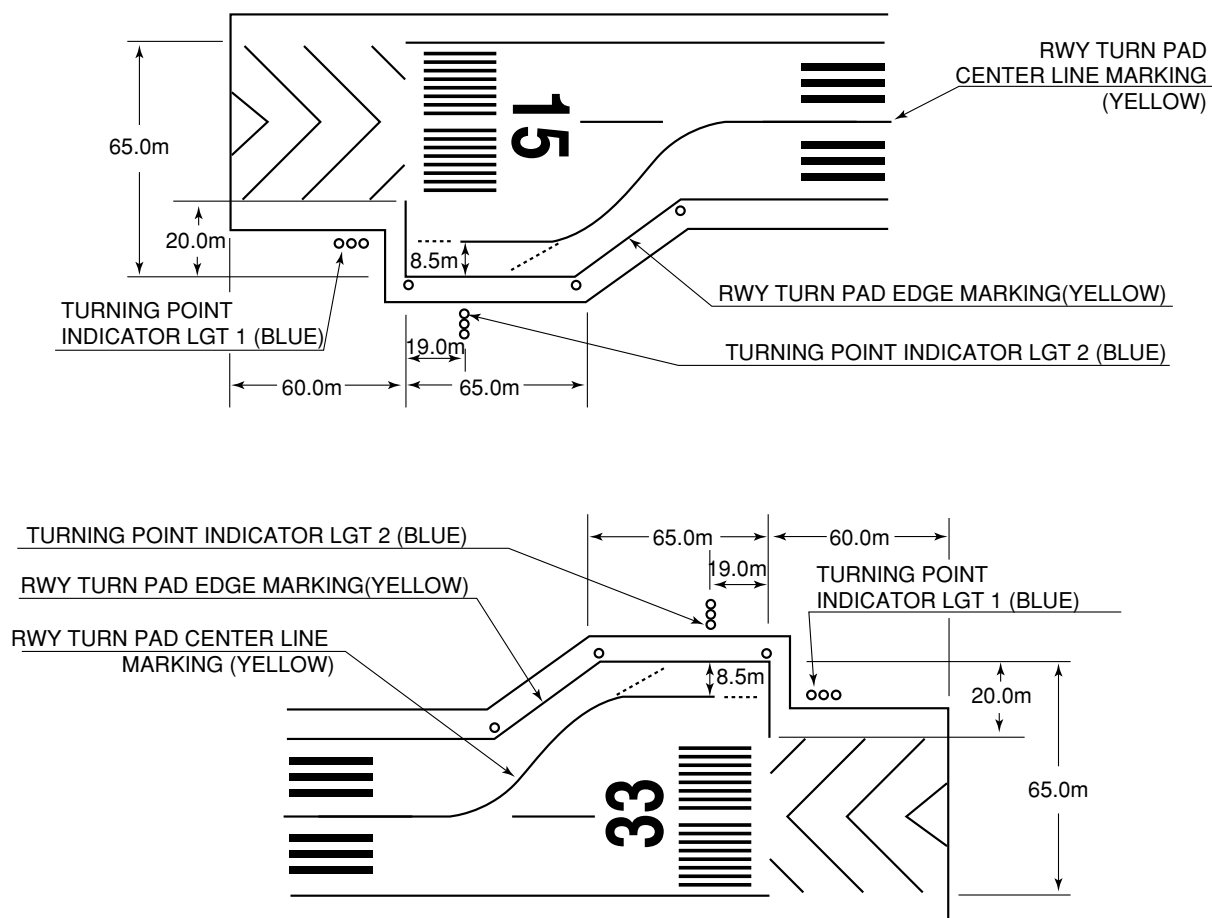 RWY TURN PAD
CENTER LINE MARKING
(YELLOW)
15
65.0m
20.0m
8.5m
TURNING POINT
INDICATOR LGT 1 (BLUE)
RWY TURN PAD EDGE MARKING(YELLOW)
19.0m
TURNING POINT INDICATOR LGT 2 (BLUE)
60.0m
65.0m
TURNING POINT INDICATOR LGT 2 (BLUE)
65.0m
60.0m
19.0m
TURNING POINT
INDICATOR LGT 1 (BLUE)
RWY TURN PAD EDGE MARKING(YELLOW)
RWY TURN PAD CENTER LINE
MARKING (YELLOW)
8.5m
20.0m
65.0m
33